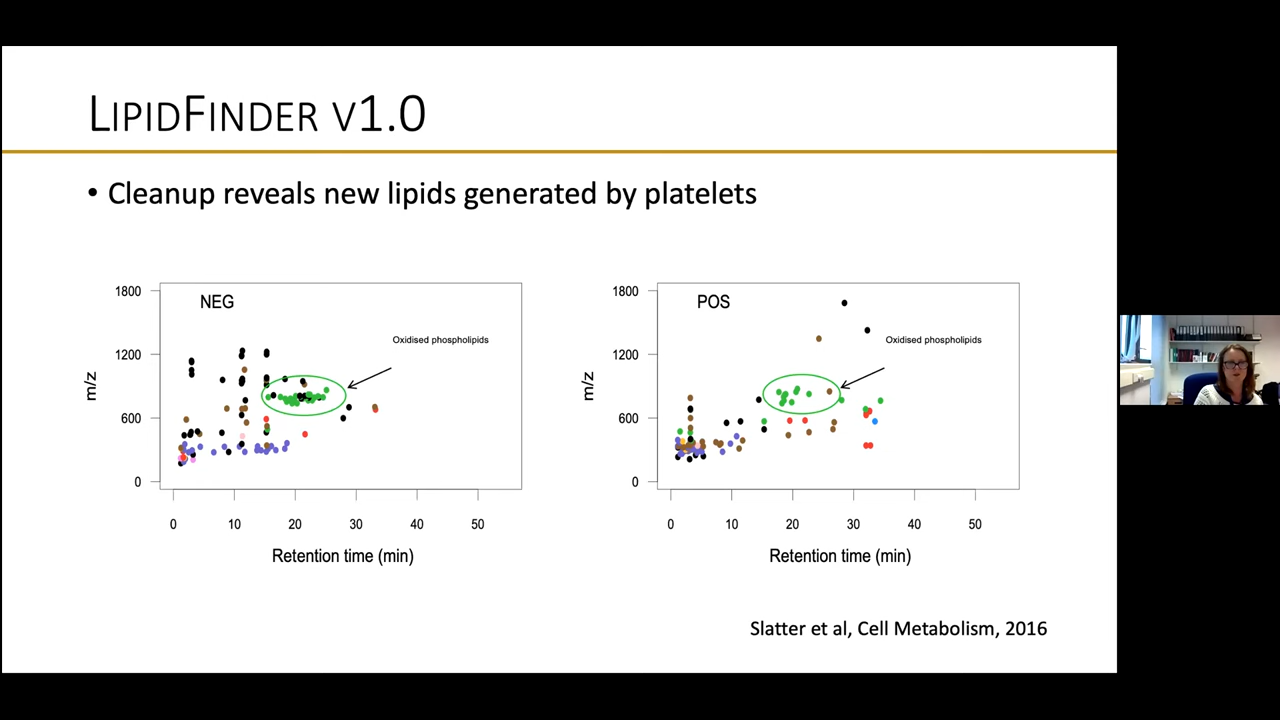 LIPIDFINDER V1.0
• Cleanup reveals new lipids generated by platelets
NEG
Oxidised phospholipids
m/z
1800
1200
600
0
0 10 20 30 40 50
Retention time (min)
POS
Oxidised phospholipids
m/z
1800
1200
600
0
0 10 20 30 40 50
Retention time (min)
Slatter et al, Cell Metabolism, 2016